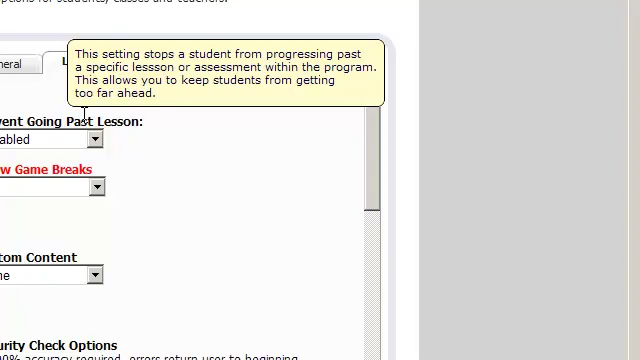 options for students, classes and teachers.
neral
L
This setting stops a student from progressing past
a specific lessson or assessment within the program.
This allows you to keep students from getting
too far ahead.
vent Going Past Lesson:
abled
w Game Breaks
tom Content
ne
urity Check Options
00% accuracy required, errors return user to beginning